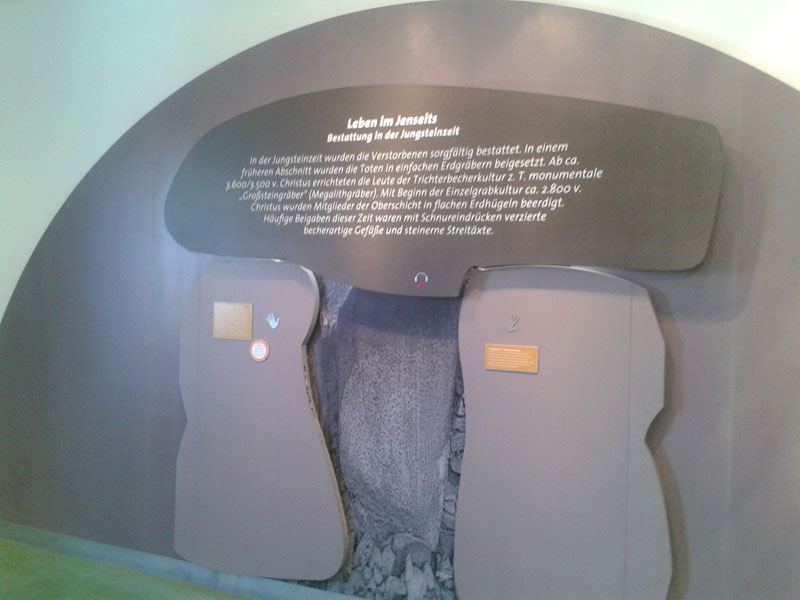 Leben im Jenseits
Bestattung in der Jungsteinzeit
In der Jungsteinzeit wurden die Verstorbenen sorgfältig bestattet. In einem
früheren Abschnitt wurden die Toten in einfachen Erdgräbern beigesetzt. Ab ca.
3.600/3.500 v. Christus errichteten die Leute der Trichterbecherkultur z. T. monumentale
„Großsteingräber" (Megalithgräber). Mit Beginn der Einzelgrabkultur ca. 2.800 v.
Christus wurden Mitglieder der Oberschicht in flachen Erdhügeln beerdigt.
Häufige Beigaben dieser Zeit waren mit Schnureindrücken verzierte
becherartige Gefäße und steinerne Streitäxte.